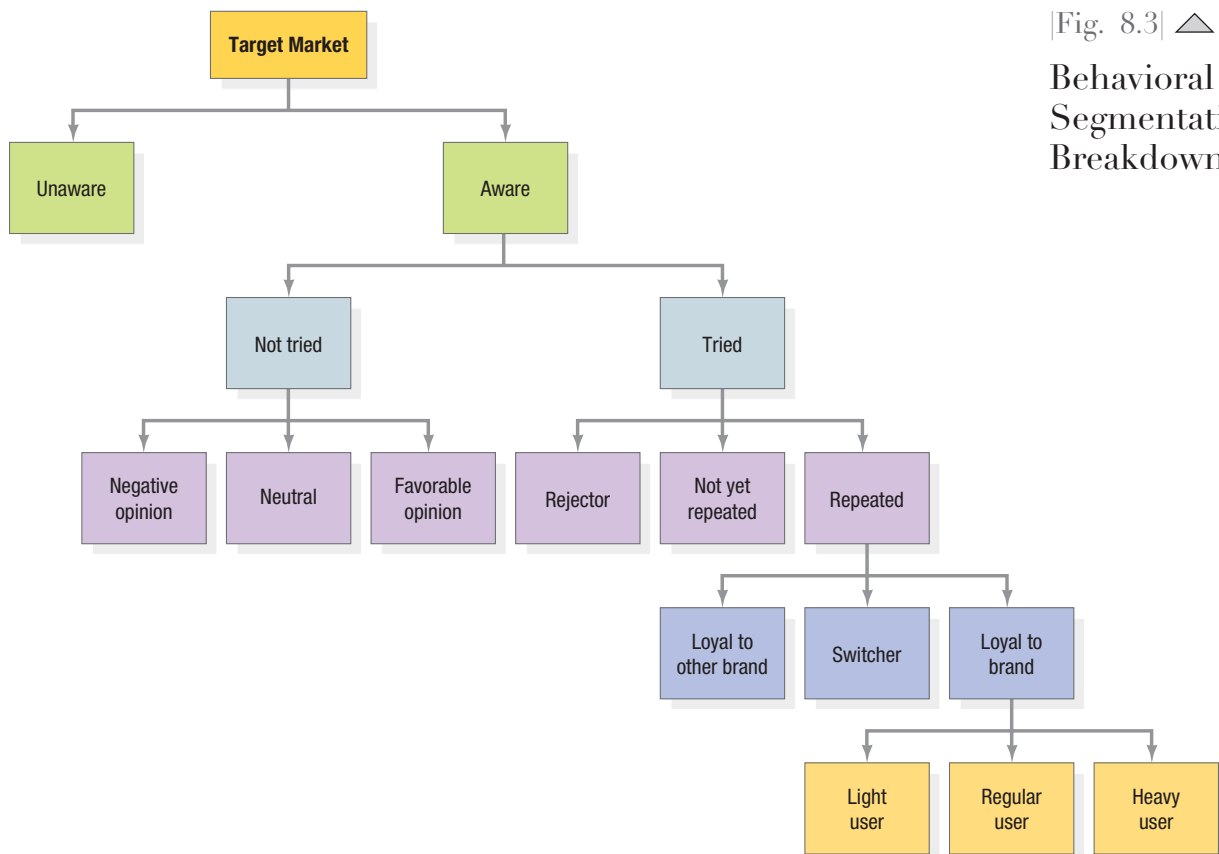 |Fig. 8.3|
Behavioral
Segmentati
Breakdown
Target Market
Unaware
Aware
Not tried
Tried
Negative
opinion
Neutral
Favorable
opinion
Rejector
Not yet
repeated
Repeated
Loyal to
other brand
Switcher
Loyal to
brand
Light
user
Regular
user
Heavy
user